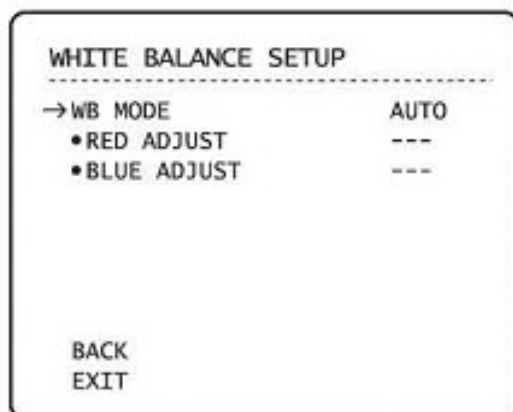 WHITE BALANCE SETUP
→WB MODE AUTO
•RED ADJUST ---
•BLUE ADJUST ---
BACK
EXIT